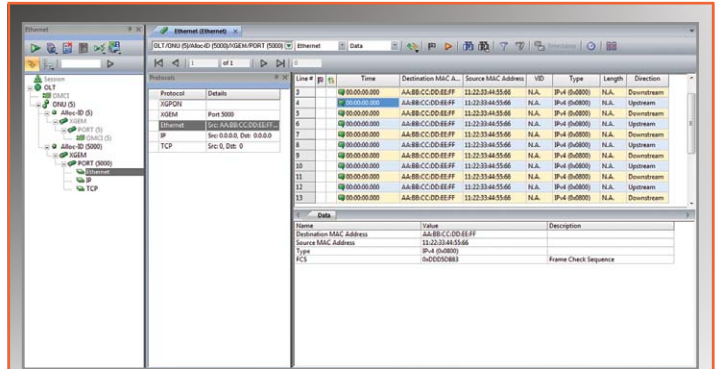 Ethernet
Ethernet (Ethernet)
OLT/ONU (5)/Alloc-ID (5000)/XGEM/PORT (5000)
Ethernet
Data
1 of 1
0
Session
OLT
OMCI
ONU (5)
Alloc-ID (5)
XGEM
PORT (5)
OMCI (5)
Alloc-ID (5000)
XGEM
PORT (5000)
Ethernet
IP
TCP
Protocols
Protocol Details
XGPON
XGEM Port 5000
Ethernet Src: AA:BB:CC:DD:EE:FF...
IP Src: 0.0.0.0, Dst: 0.0.0.0
TCP Src: 0, Dst: 0
Line # Time Destination MAC A... Source MAC Address VID Type Length Direction
3 00:00:00.000 AA:BB:CC:DD:EE:FF 11:22:33:44:55:66 N.A. IPv4 (0x0800) N.A. Downstream
4 00:00:00.000 AA:BB:CC:DD:EE:FF 11:22:33:44:55:66 N.A. IPv4 (0x0800) N.A. Upstream
5 00:00:00.000 AA:BB:CC:DD:EE:FF 11:22:33:44:55:66 N.A. IPv4 (0x0800) N.A. Downstream
6 00:00:00.000 AA:BB:CC:DD:EE:FF 11:22:33:44:55:66 N.A. IPv4 (0x0800) N.A. Upstream
7 00:00:00.000 AA:BB:CC:DD:EE:FF 11:22:33:44:55:66 N.A. IPv4 (0x0800) N.A. Downstream
8 00:00:00.000 AA:BB:CC:DD:EE:FF 11:22:33:44:55:66 N.A. IPv4 (0x0800) N.A. Upstream
9 00:00:00.000 AA:BB:CC:DD:EE:FF 11:22:33:44:55:66 N.A. IPv4 (0x0800) N.A. Downstream
10 00:00:00.000 AA:BB:CC:DD:EE:FF 11:22:33:44:55:66 N.A. IPv4 (0x0800) N.A. Upstream
11 00:00:00.000 AA:BB:CC:DD:EE:FF 11:22:33:44:55:66 N.A. IPv4 (0x0800) N.A. Downstream
12 00:00:00.000 AA:BB:CC:DD:EE:FF 11:22:33:44:55:66 N.A. IPv4 (0x0800) N.A. Upstream
13 00:00:00.000 AA:BB:CC:DD:EE:FF 11:22:33:44:55:66 N.A. IPv4 (0x0800) N.A. Downstream
Data
Name Value Description
Destination MAC Address AA:BB:CC:DD:EE:FF
Source MAC Address 11:22:33:44:55:66
Type IPv4 (0x0800)
FCS Frame Check Sequence